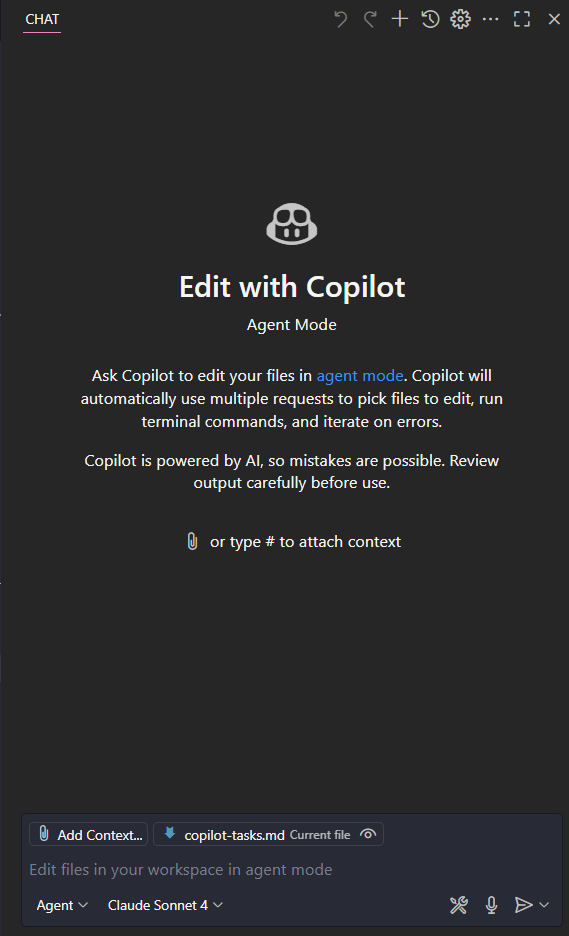 CHAT
Edit with Copilot
Agent Mode
Ask Copilot to edit your files in agent mode. Copilot will
automatically use multiple requests to pick files to edit, run
terminal commands, and iterate on errors.
Copilot is powered by AI, so mistakes are possible. Review
output carefully before use.
or type # to attach context
Add Context... copilot-tasks.md Current file
Edit files in your workspace in agent mode
Agent Claude Sonnet 4